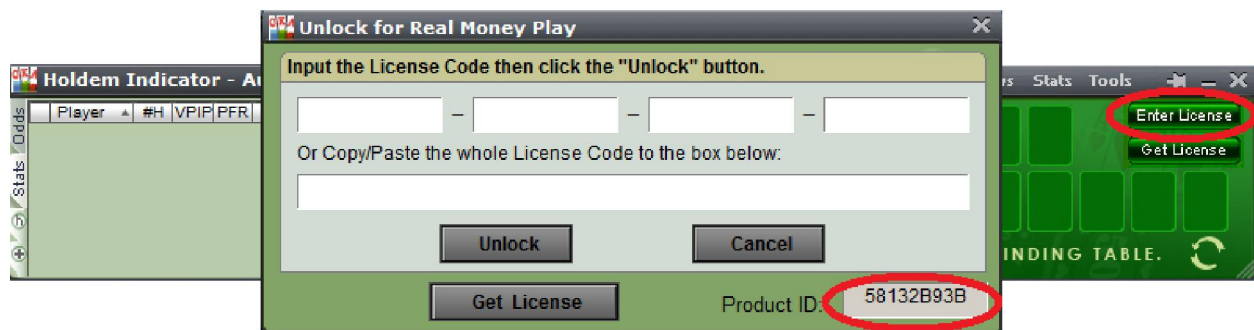 Unlock for Real Money Play
Input the License Code then click the "Unlock" button.
– – –
Or Copy/Paste the whole License Code to the box below:
Unlock Cancel
Get License Product ID: 58132B93B
Holdem Indicator - Au
Stats Tools
Odds Player #H VPIP PFR
Stats
h
Enter License
Get License
INDING TABLE.